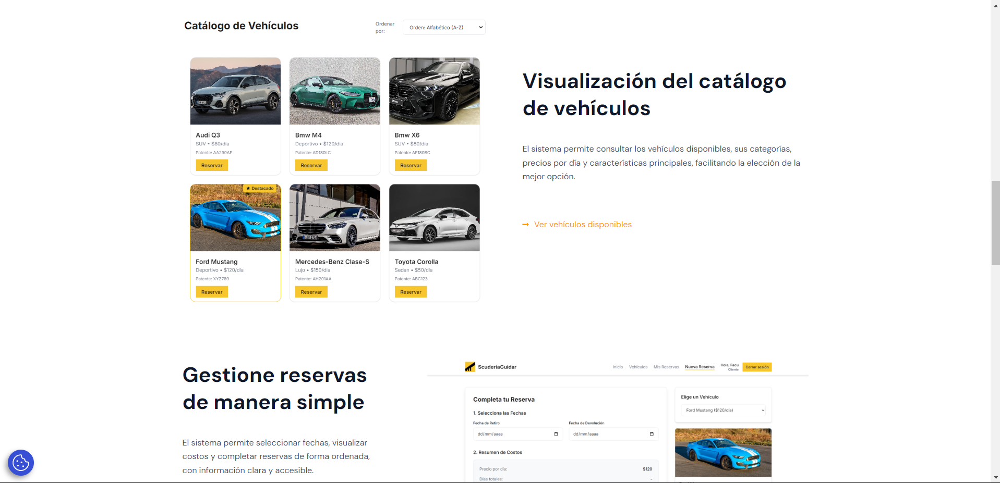 Catálogo de Vehículos
Ordenar
por:
Orden: Alfabético (A-Z)
Audi Q3
SUV • $80/día
Patente: AA290AF
Reservar
Bmw M4
Deportivo • $120/día
Patente: AD180LC
Reservar
Bmw X6
SUV • $80/día
Patente: AF180BC
Reservar
★ Destacado
Ford Mustang
Deportivo • $120/día
Patente: XYZ789
Reservar
Mercedes-Benz Clase-S
Lujo • $150/día
Patente: AH201AA
Reservar
Toyota Corolla
Sedan • $50/día
Patente: ABC123
Reservar
Visualización del catálogo
de vehículos
El sistema permite consultar los vehículos disponibles, sus categorías,
precios por día y características principales, facilitando la elección de la
mejor opción.
→ Ver vehículos disponibles
Gestione reservas
de manera simple
El sistema permite seleccionar fechas, visualizar
costos y completar reservas de forma ordenada,
con información clara y accesible.
ScuderiaGuidar
Inicio Vehículos Mis Reservas Nueva Reserva
Hola, Facu
Cliente
Cerrar sesión
Completa tu Reserva
1. Selecciona las Fechas
Fecha de Retiro
dd/mm/aaaa
Fecha de Devolución
dd/mm/aaaa
2. Resumen de Costos
Precio por día: $120
Días totales: -
Elige un Vehículo
Ford Mustang ($120/día)